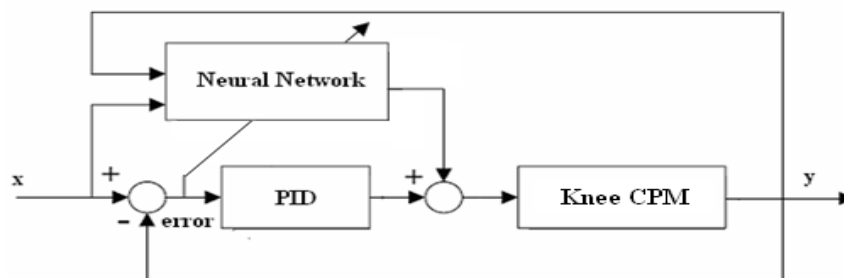 Neural Network
x
+
−
error
PID
+
Knee CPM
y